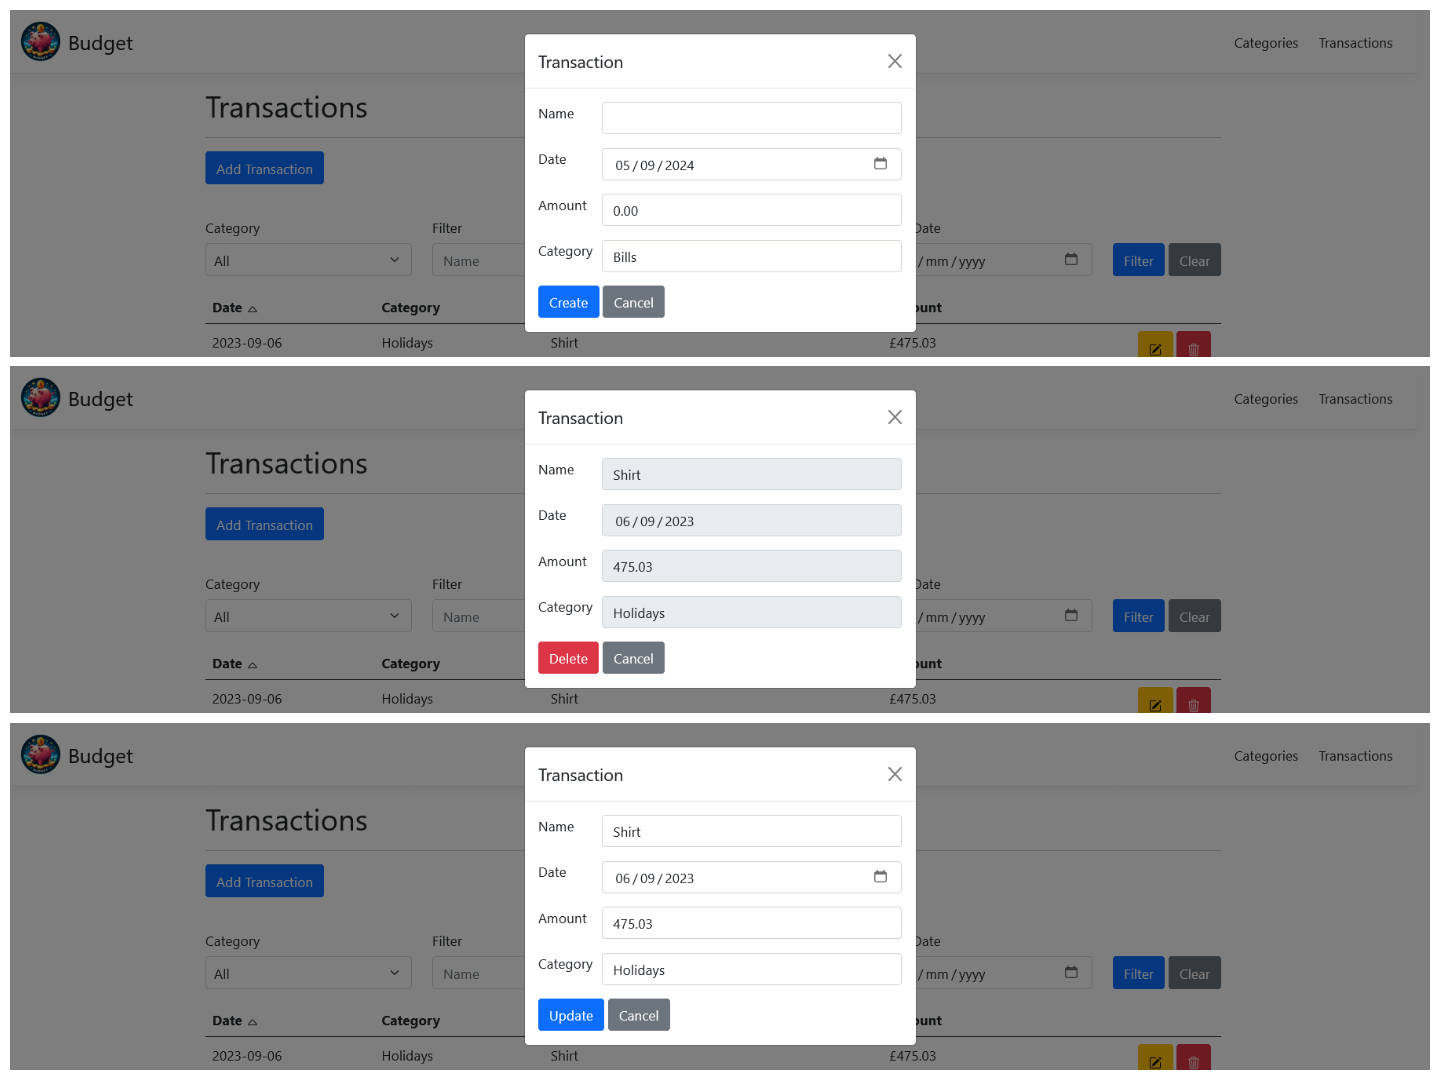 Budget
Categories Transactions
Transaction
Transactions
Name
Date 05 / 09 / 2024
Add Transaction
Amount 0.00
Category Filter Date
Category Bills
All Name / mm / yyyy Filter Clear
Create Cancel
Date Category ount
2023-09-06 Holidays Shirt £475.03
Budget
Categories Transactions
Transaction
Transactions
Name Shirt
Date 06 / 09 / 2023
Add Transaction
Amount 475.03
Category Filter Date
Category Holidays
All Name / mm / yyyy Filter Clear
Delete Cancel
Date Category ount
2023-09-06 Holidays Shirt £475.03
Budget
Categories Transactions
Transaction
Transactions
Name Shirt
Date 06 / 09 / 2023
Add Transaction
Amount 475.03
Category Filter Date
Category Holidays
All Name / mm / yyyy Filter Clear
Update Cancel
Date Category ount
2023-09-06 Holidays Shirt £475.03